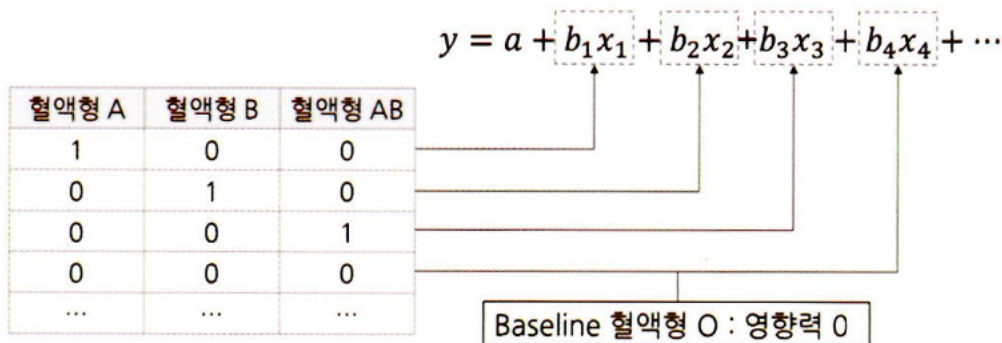 y = a + b₁x₁ + b₂x₂+b₃x₃ + b₄x₄ + ⋯
혈액형 A 혈액형 B 혈액형 AB
1 0 0
0 1 0
0 0 1
0 0 0
… … …
Baseline 혈액형 O : 영향력 0